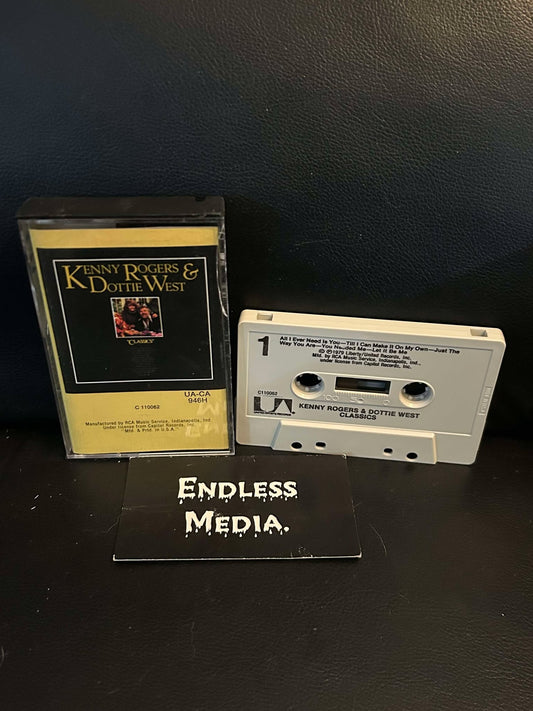 KENNY ROGERS &
DOTTIE WEST
"CLASSICS"
UA-CA
946H
C 110062
Manufactured by RCA Music Service, Indianapolis, Ind.
Under license from Capitol Records, Inc.
Mfd. & Prtd. in U.S.A.
1
All I Ever Need Is You—Till I Can Make It On My Own—Just The
Way You Are—You Needed Me—Let It Be Me
℗ © 1979 Liberty/United Records, Inc.
Mfd. by RCA Music Service, Indianapolis, Ind.
under license from Capitol Records, Inc.
C110062
UA
KENNY ROGERS & DOTTIE WEST
CLASSICS
ENDLESS
MEDIA.